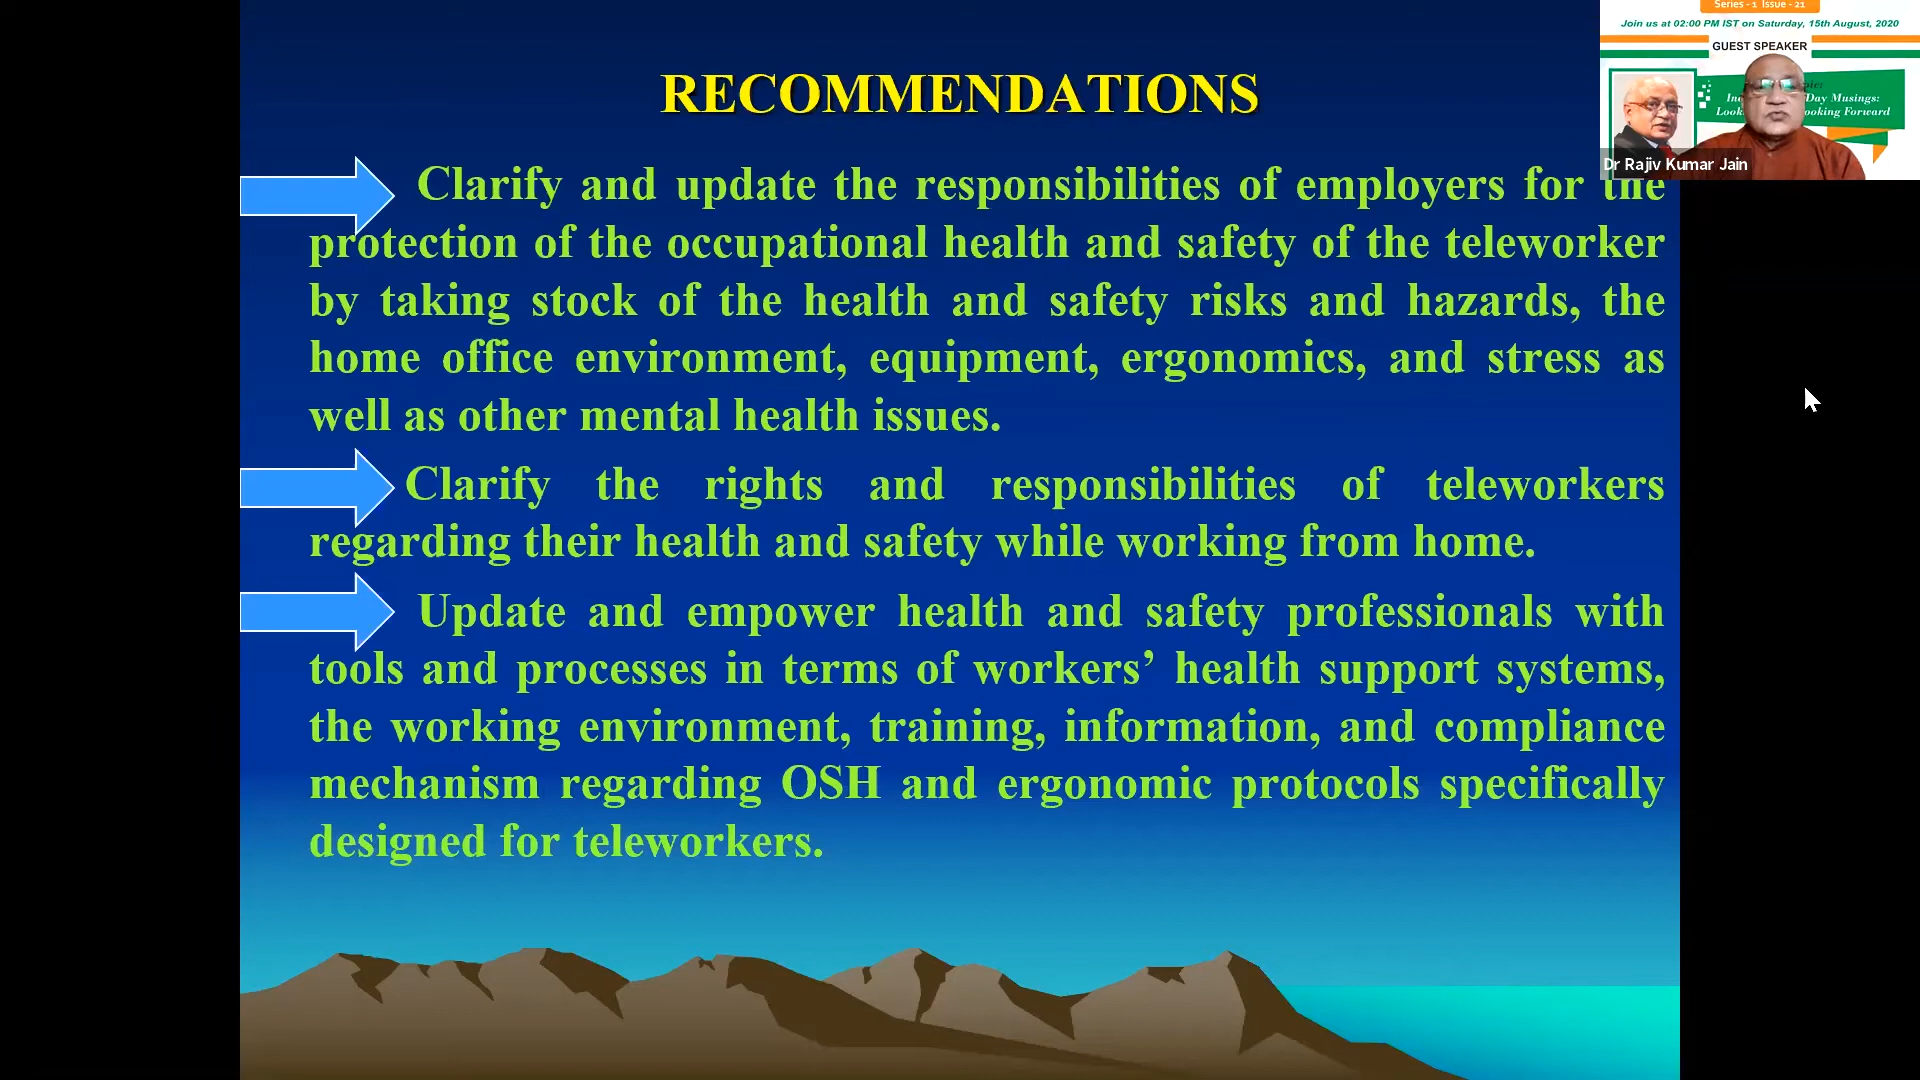 RECOMMENDATIONS
Clarify and update the responsibilities of employers for the
protection of the occupational health and safety of the teleworker
by taking stock of the health and safety risks and hazards, the
home office environment, equipment, ergonomics, and stress as
well as other mental health issues.
Clarify the rights and responsibilities of teleworkers
regarding their health and safety while working from home.
Update and empower health and safety professionals with
tools and processes in terms of workers’ health support systems,
the working environment, training, information, and compliance
mechanism regarding OSH and ergonomic protocols specifically
designed for teleworkers.
Series - 1 Issue - 21
Join us at 02:00 PM IST on Saturday, 15th August, 2020
GUEST SPEAKER
Day Musings:
Forward
Dr Rajiv Kumar Jain